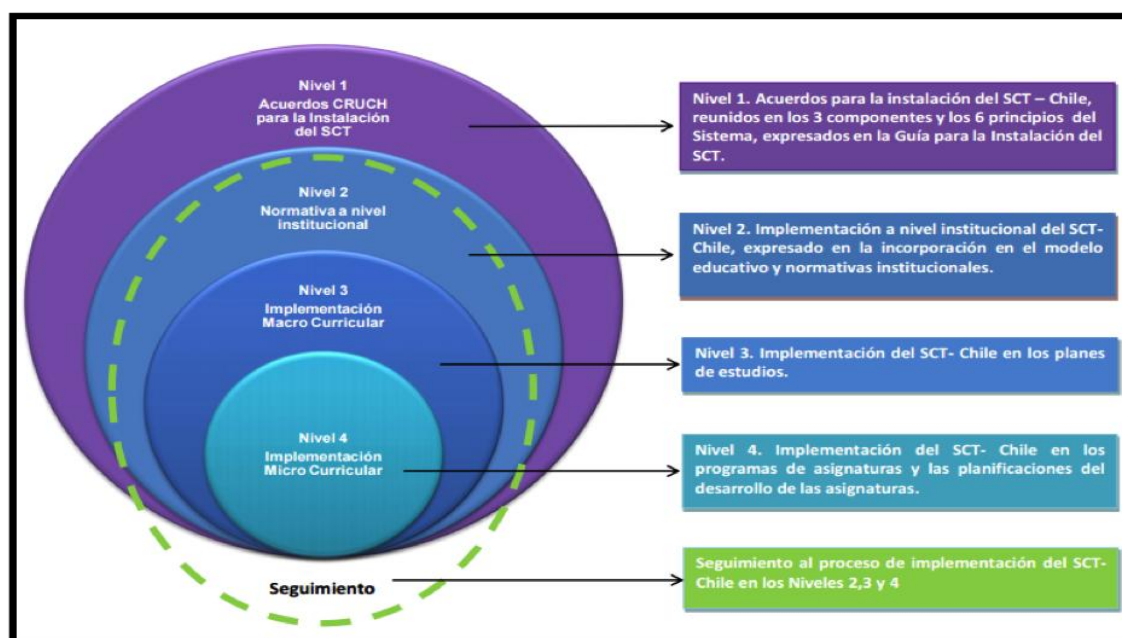 Nivel 1
Acuerdos CRUCH
para la Instalación
del SCT
Nivel 2
Normativa a nivel
institucional
Nivel 3
Implementación
Macro Curricular
Nivel 4
Implementación
Micro Curricular
Seguimiento
Nivel 1. Acuerdos para la instalación del SCT – Chile,
reunidos en los 3 componentes y los 6 principios del
Sistema, expresados en la Guía para la Instalación del
SCT.
Nivel 2. Implementación a nivel institucional del SCT-
Chile, expresado en la incorporación en el modelo
educativo y normativas institucionales.
Nivel 3. Implementación del SCT- Chile en los planes
de estudios.
Nivel 4. Implementación del SCT- Chile en los
programas de asignaturas y las planificaciones del
desarrollo de las asignaturas.
Seguimiento al proceso de implementación del SCT-
Chile en los Niveles 2,3 y 4